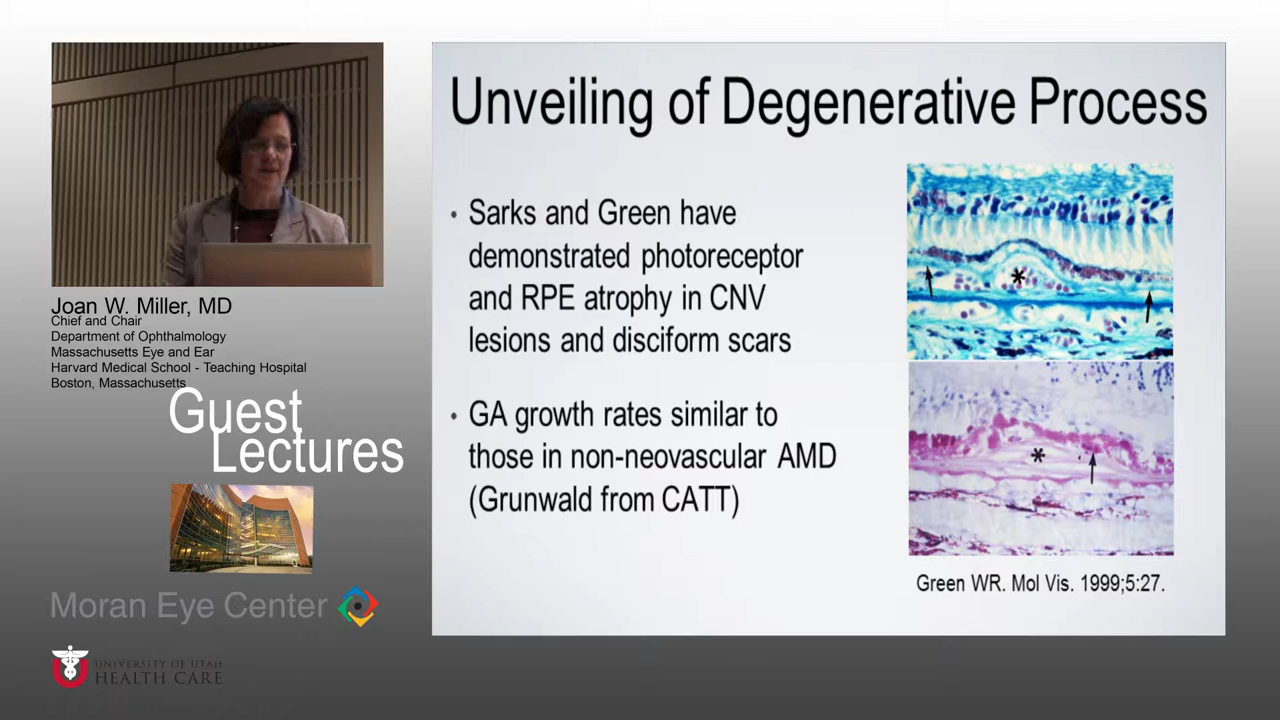 Joan W. Miller, MD
Chief and Chair
Department of Ophthalmology
Massachusetts Eye and Ear
Harvard Medical School - Teaching Hospital
Boston, Massachusetts
Guest
Lectures
Moran Eye Center
UNIVERSITY OF UTAH
HEALTH CARE
Unveiling of Degenerative Process
• Sarks and Green have
demonstrated photoreceptor
and RPE atrophy in CNV
lesions and disciform scars
• GA growth rates similar to
those in non-neovascular AMD
(Grunwald from CATT)
*
*
Green WR. Mol Vis. 1999;5:27.